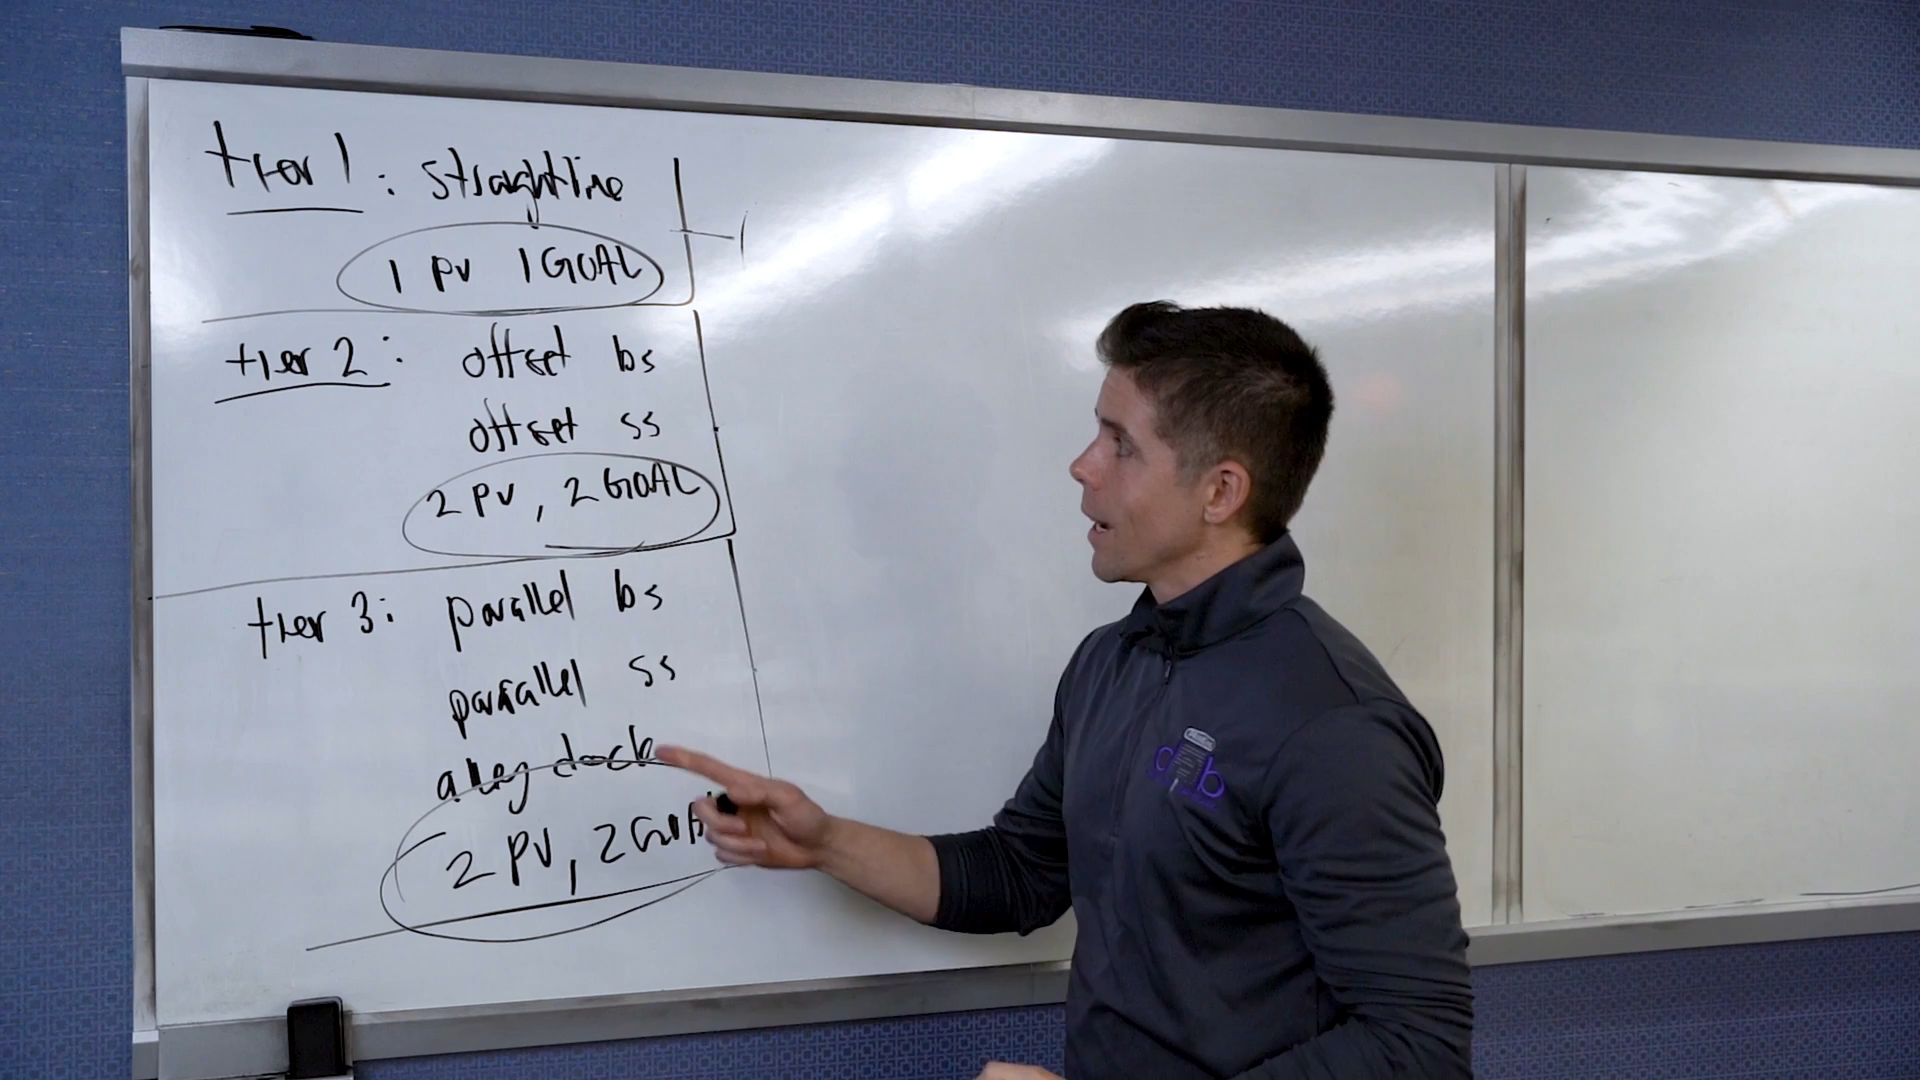 tier 1: straightline
1 PV 1 GOAL
tier 2: offset bs
offset ss
2 PV, 2 GOAL
tier 3: parallel bs
parallel ss
alley dock
2 PV, 2 GOA